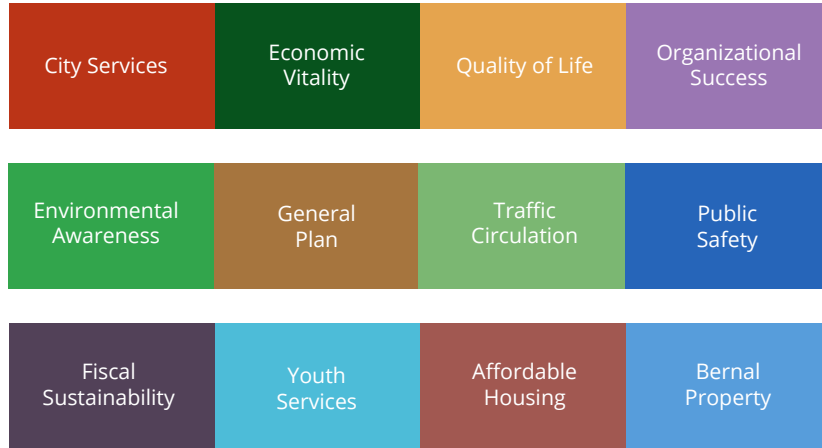 City Services
Economic
Vitality
Quality of Life
Organizational
Success
Environmental
Awareness
General
Plan
Traffic
Circulation
Public
Safety
Fiscal
Sustainability
Youth
Services
Affordable
Housing
Bernal
Property